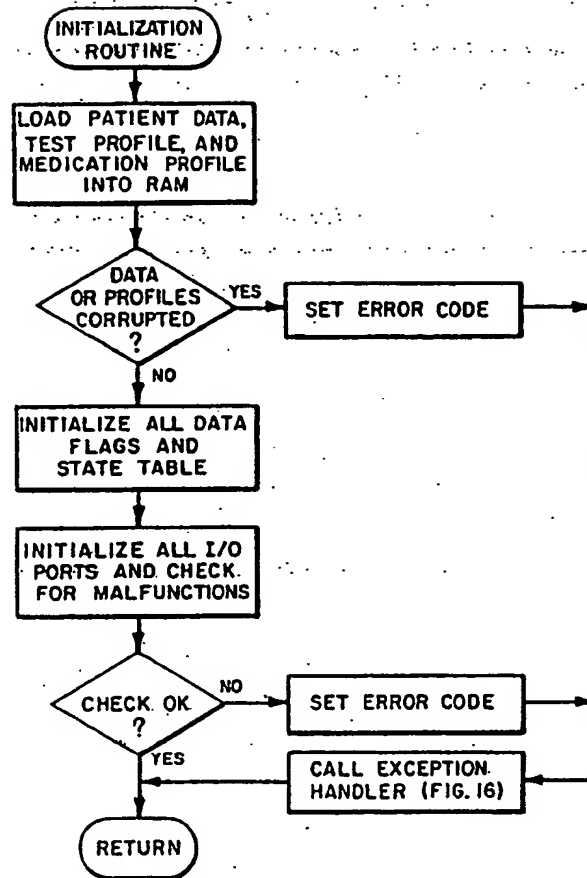 INITIALIZATION
ROUTINE
LOAD PATIENT DATA,
TEST PROFILE, AND
MEDICATION PROFILE
INTO RAM
DATA
OR PROFILES
CORRUPTED
?
YES
SET ERROR CODE
NO
INITIALIZE ALL DATA
FLAGS AND
STATE TABLE
INITIALIZE ALL I/O
PORTS AND CHECK
FOR MALFUNCTIONS
CHECK OK
?
NO
SET ERROR CODE
YES
CALL EXCEPTION
HANDLER (FIG. 16)
RETURN